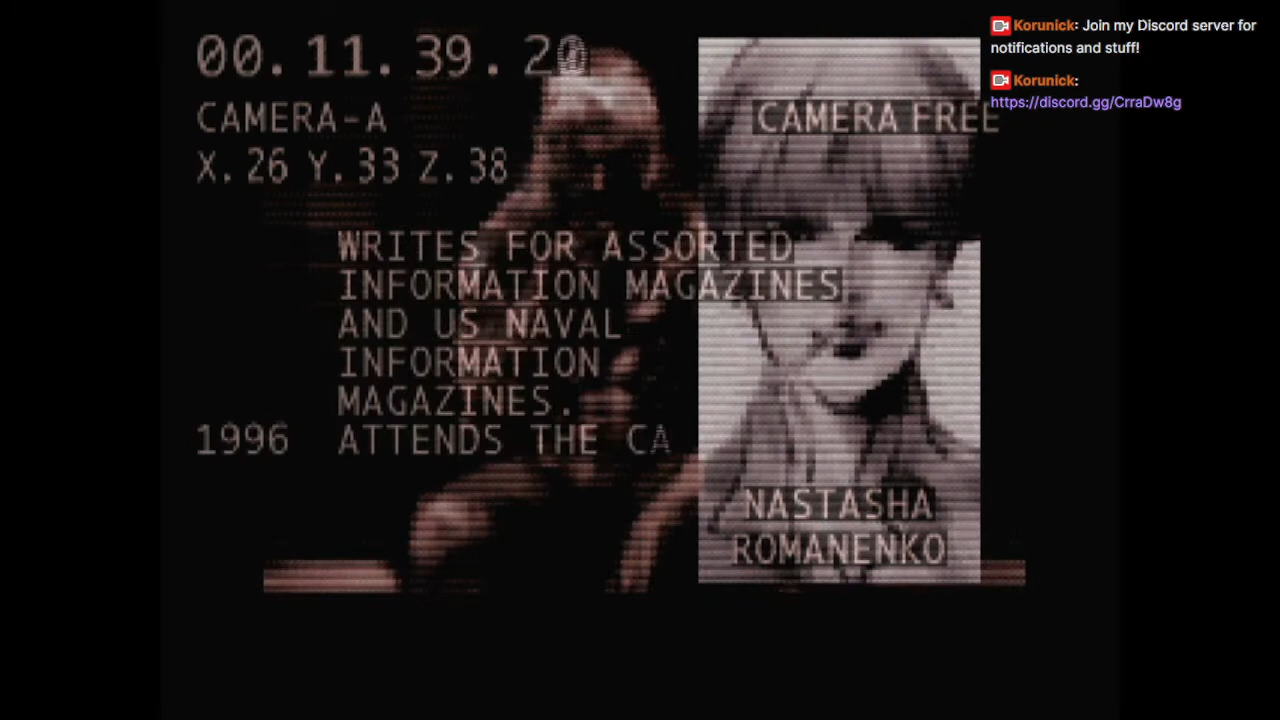 00.11.39.20
CAMERA-A
X.26 Y.33 Z.38
CAMERA FREE
WRITES FOR ASSORTED
INFORMATION MAGAZINES
AND US NAVAL
INFORMATION
MAGAZINES.
1996 ATTENDS THE CA
NASTASHA
ROMANENKO
Korunick: Join my Discord server for
notifications and stuff!
Korunick:
https://discord.gg/CrraDw8g